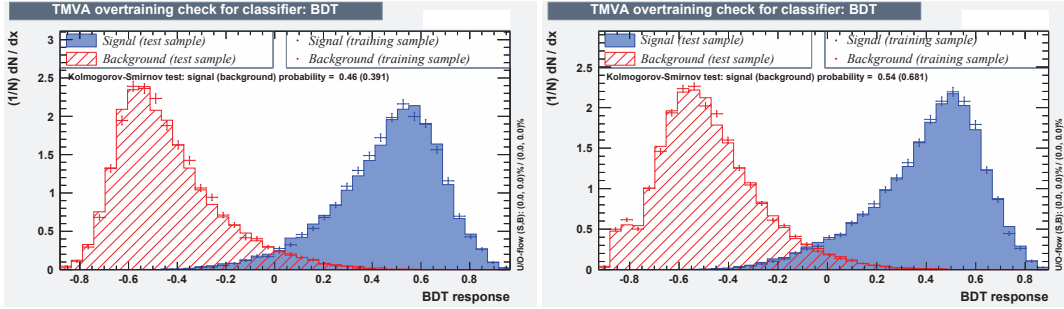 TMVA overtraining check for classifier: BDT
Signal (test sample)
Background (test sample)
Signal (training sample)
Background (training sample)
Kolmogorov-Smirnov test: signal (background) probability = 0.46 (0.391)
(1/N) dN / dx
3
2.5
2
1.5
1
0.5
0
-0.8 -0.6 -0.4 -0.2 0 0.2 0.4 0.6 0.8
BDT response
U/O-flow (S,B): (0.0, 0.0)% / (0.0, 0.0)%
TMVA overtraining check for classifier: BDT
Signal (test sample)
Background (test sample)
Signal (training sample)
Background (training sample)
Kolmogorov-Smirnov test: signal (background) probability = 0.54 (0.681)
(1/N) dN / dx
2.5
2
1.5
1
0.5
0
-0.8 -0.6 -0.4 -0.2 0 0.2 0.4 0.6 0.8
BDT response
U/O-flow (S,B): (0.0, 0.0)% / (0.0, 0.0)%